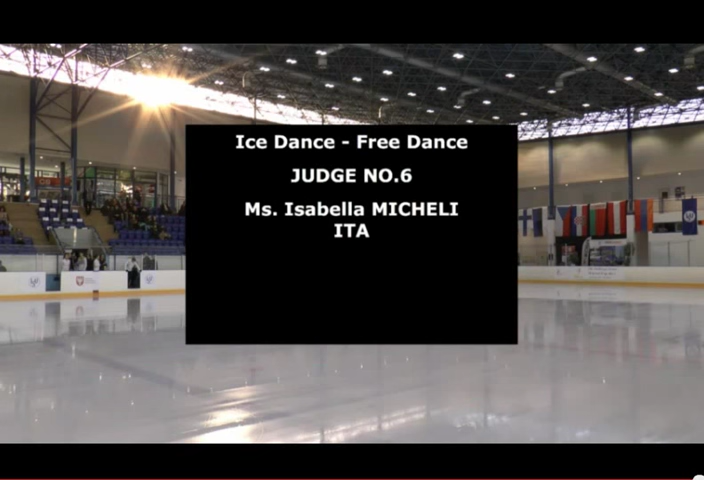 Ice Dance - Free Dance
JUDGE NO.6
Ms. Isabella MICHELI
ITA